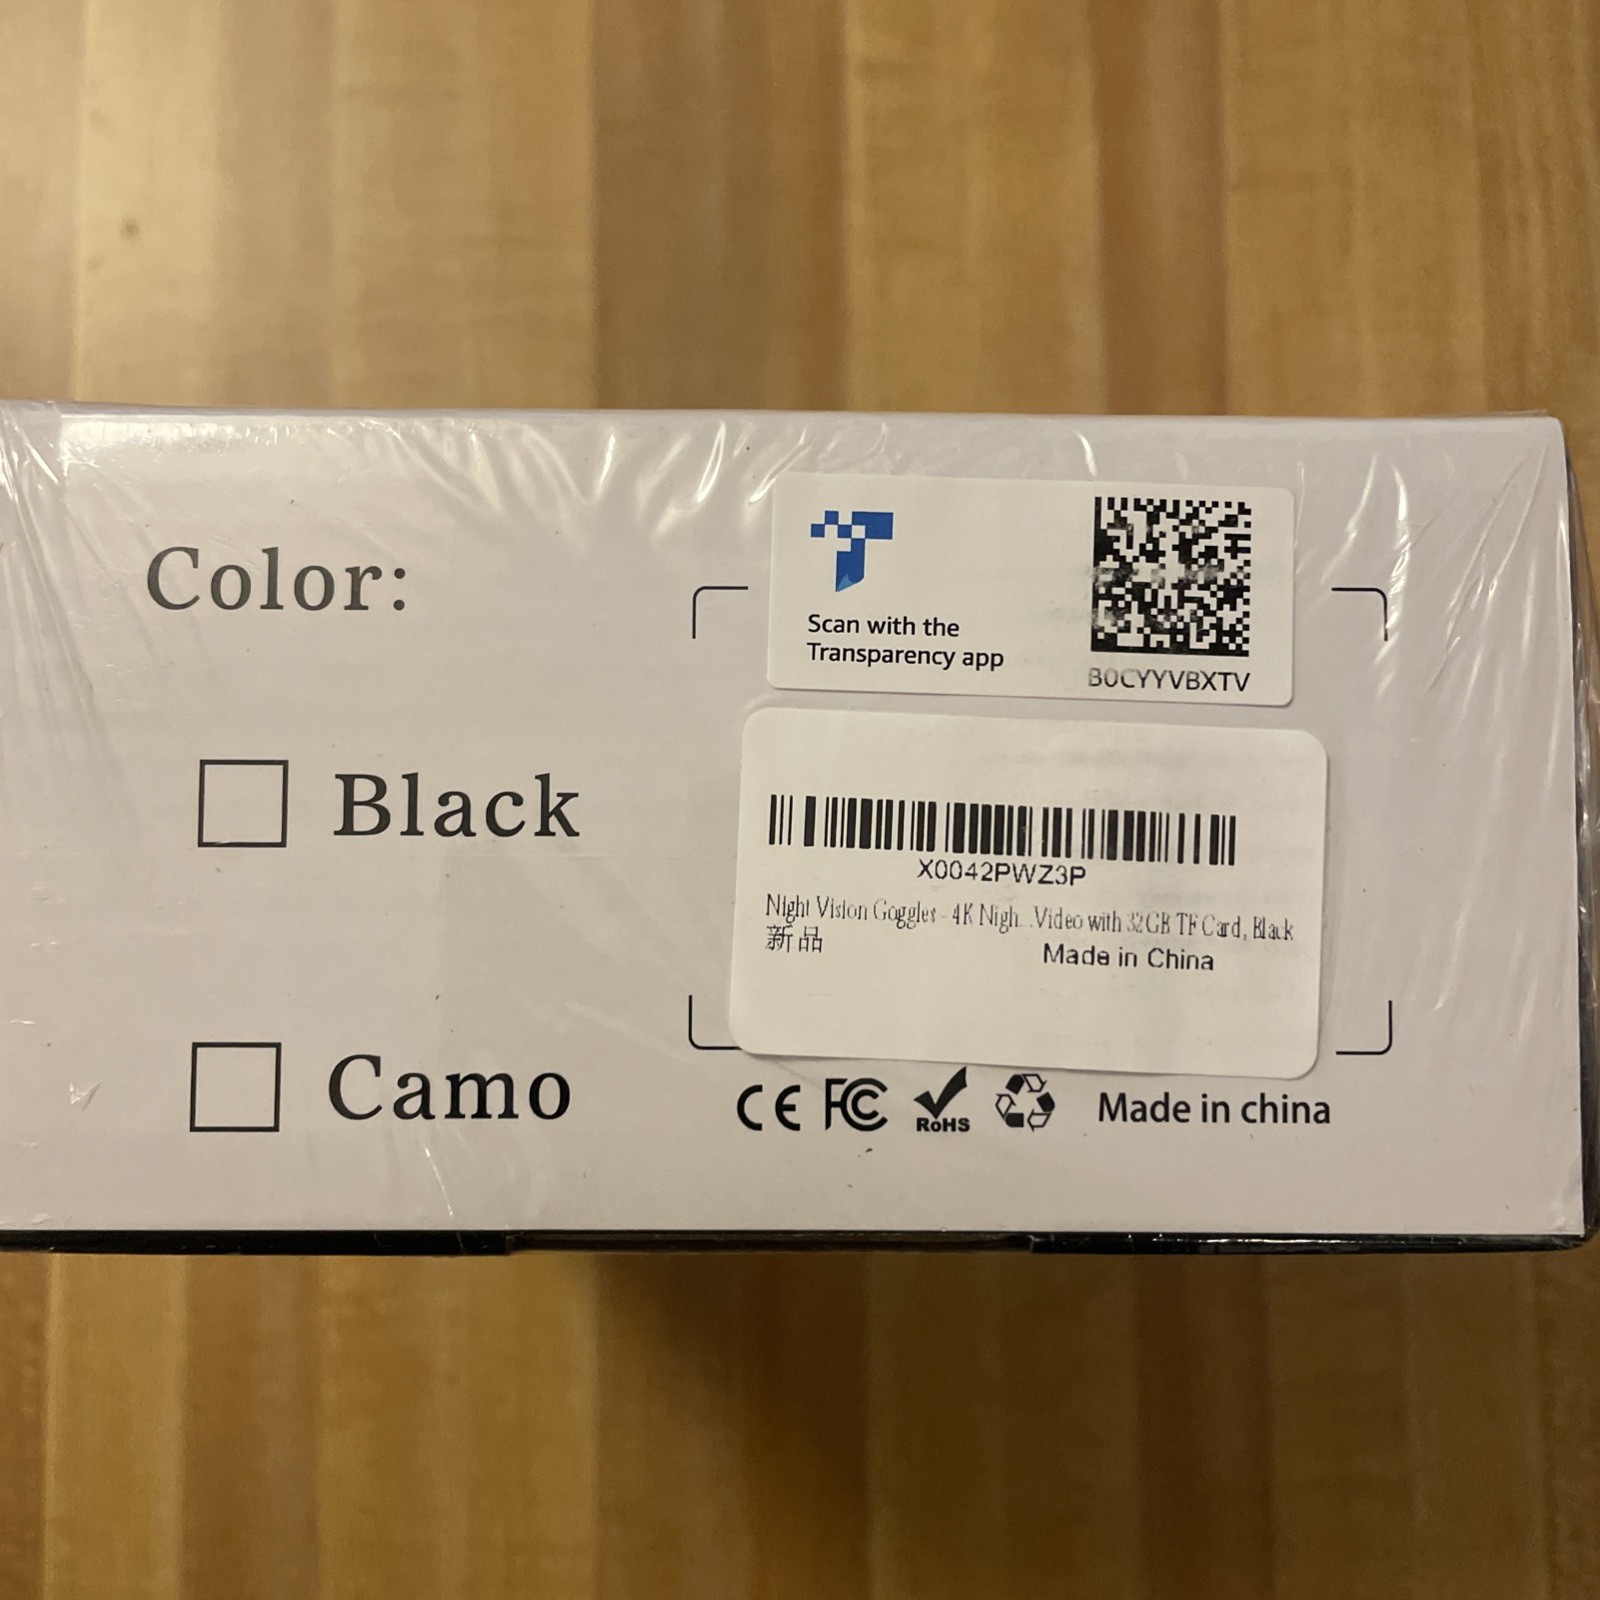 Color:
Black
Camo
Scan with the
Transparency app
B0CYYVBXTV
X0042PWZ3P
Night Vision Goggles - 4K Nigh...Video with 32GB TF Card, Black
新品
Made in China
CE FC RoHS Made in china